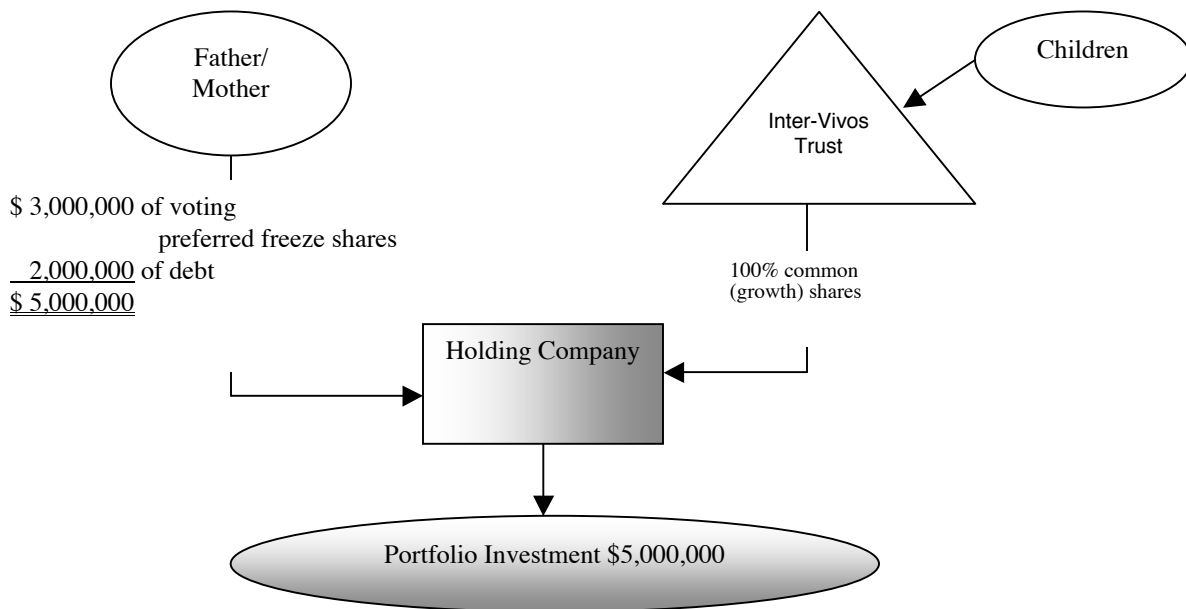 Father/
Mother
Children
Inter-Vivos
Trust
$ 3,000,000 of voting
preferred freeze shares
2,000,000 of debt
$ 5,000,000
100% common
(growth) shares
Holding Company
Portfolio Investment $5,000,000